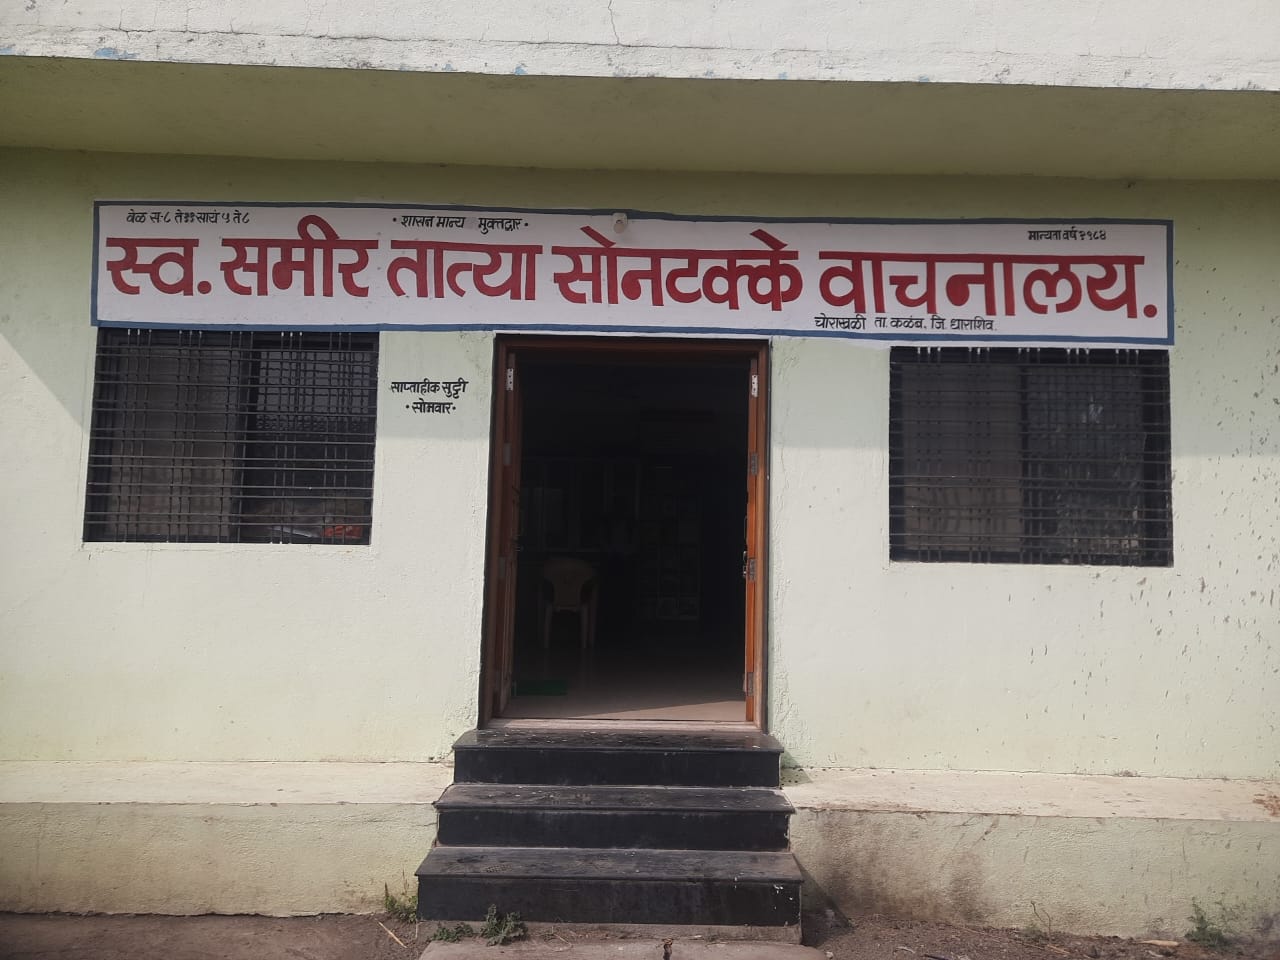 वेळ स.८ ते ११ सायं ५ ते ८
• शासन मान्य मुक्तद्वार •
मान्यता वर्ष १९८४
स्व. समीर तात्या सोनटक्के वाचनालय.
चोराखळी ता. कळंब, जि. धाराशिव.
साप्ताहीक सुट्टी
• सोमवार •